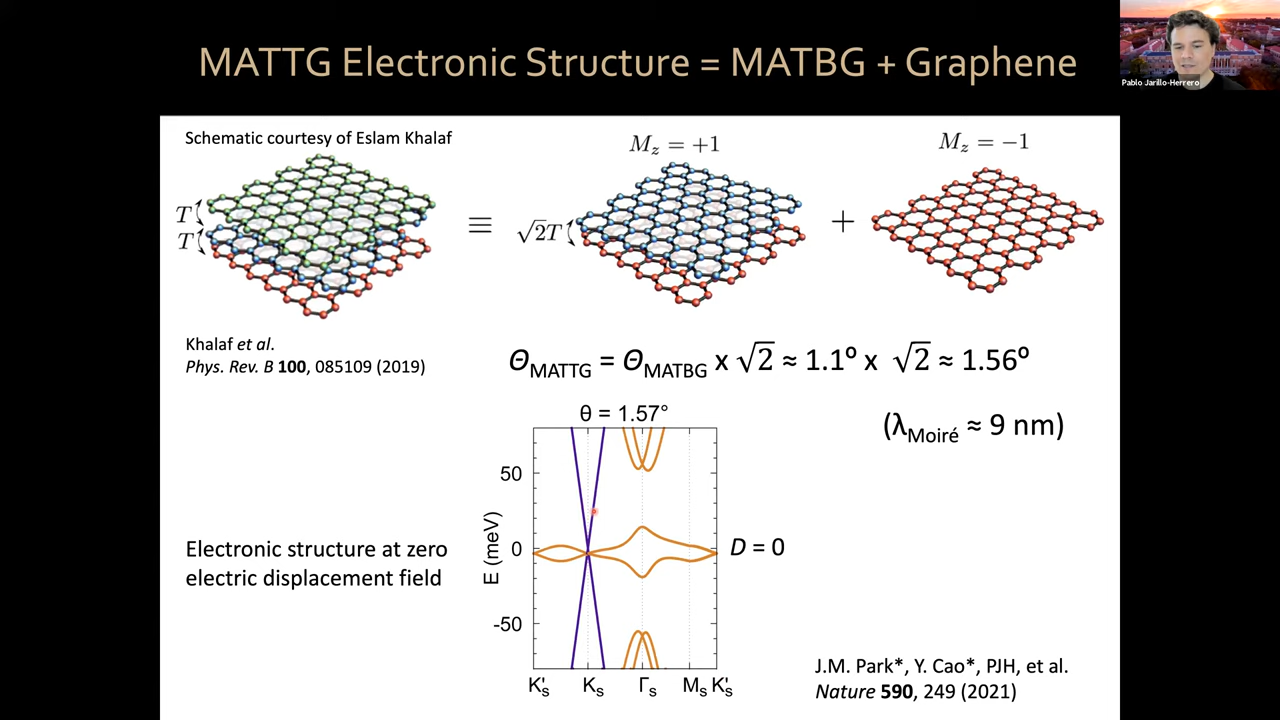 MATTG Electronic Structure = MATBG + Graphene
Pablo Jarillo-Herrero
Schematic courtesy of Eslam Khalaf
M_z = +1
M_z = −1
T
T
≡
√2T
+
Khalaf et al.
Phys. Rev. B 100, 085109 (2019)
Θ_MATTG = Θ_MATBG x √2 ≈ 1.1º x √2 ≈ 1.56º
(λ_Moiré ≈ 9 nm)
θ = 1.57°
50
0
-50
E (meV)
K'_s K_s Γ_s M_s K'_s
D = 0
Electronic structure at zero
electric displacement field
J.M. Park*, Y. Cao*, PJH, et al.
Nature 590, 249 (2021)